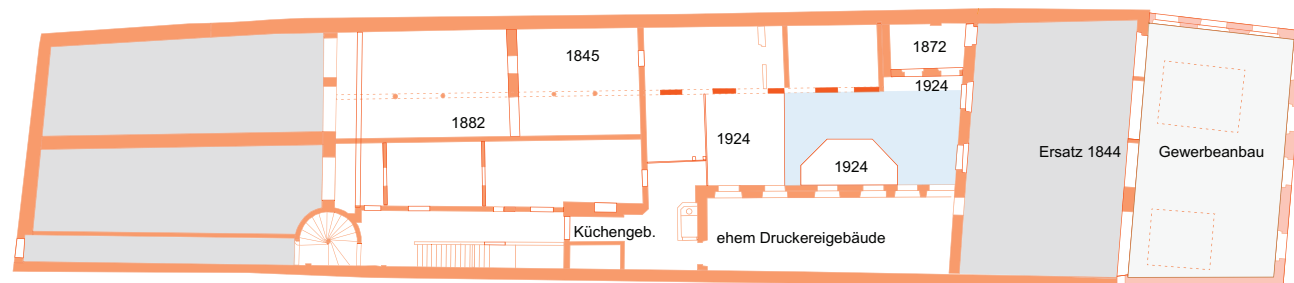 1845
1872
1924
1882
1924
Ersatz 1844
Gewerbeanbau
1924
Küchengeb.
ehem Druckereigebäude